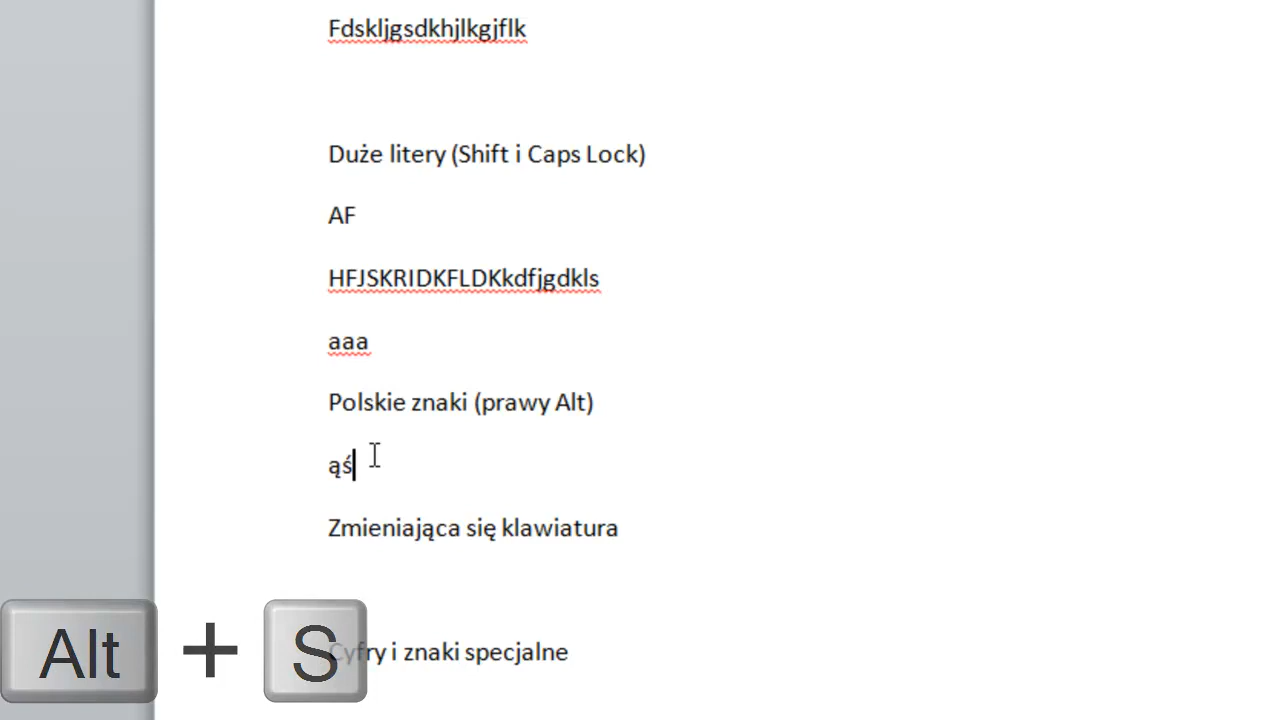 Fdskljgsdkhjlkgjflk
Duże litery (Shift i Caps Lock)
AF
HFJSKRIDKFLDKkdfjgdkls
aaa
Polskie znaki (prawy Alt)
ąś
Zmieniająca się klawiatura
Cyfry i znaki specjalne
Alt + S